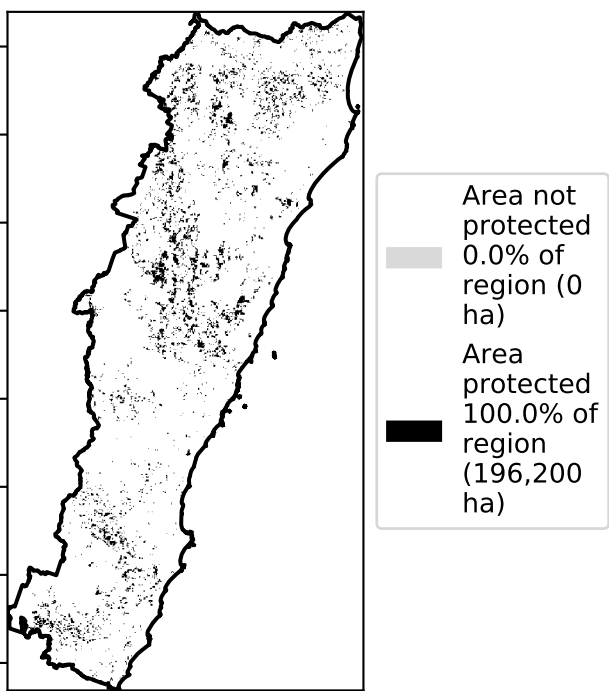 Area not
protected
0.0% of
region (0
ha)
Area
protected
100.0% of
region
(196,200
ha)